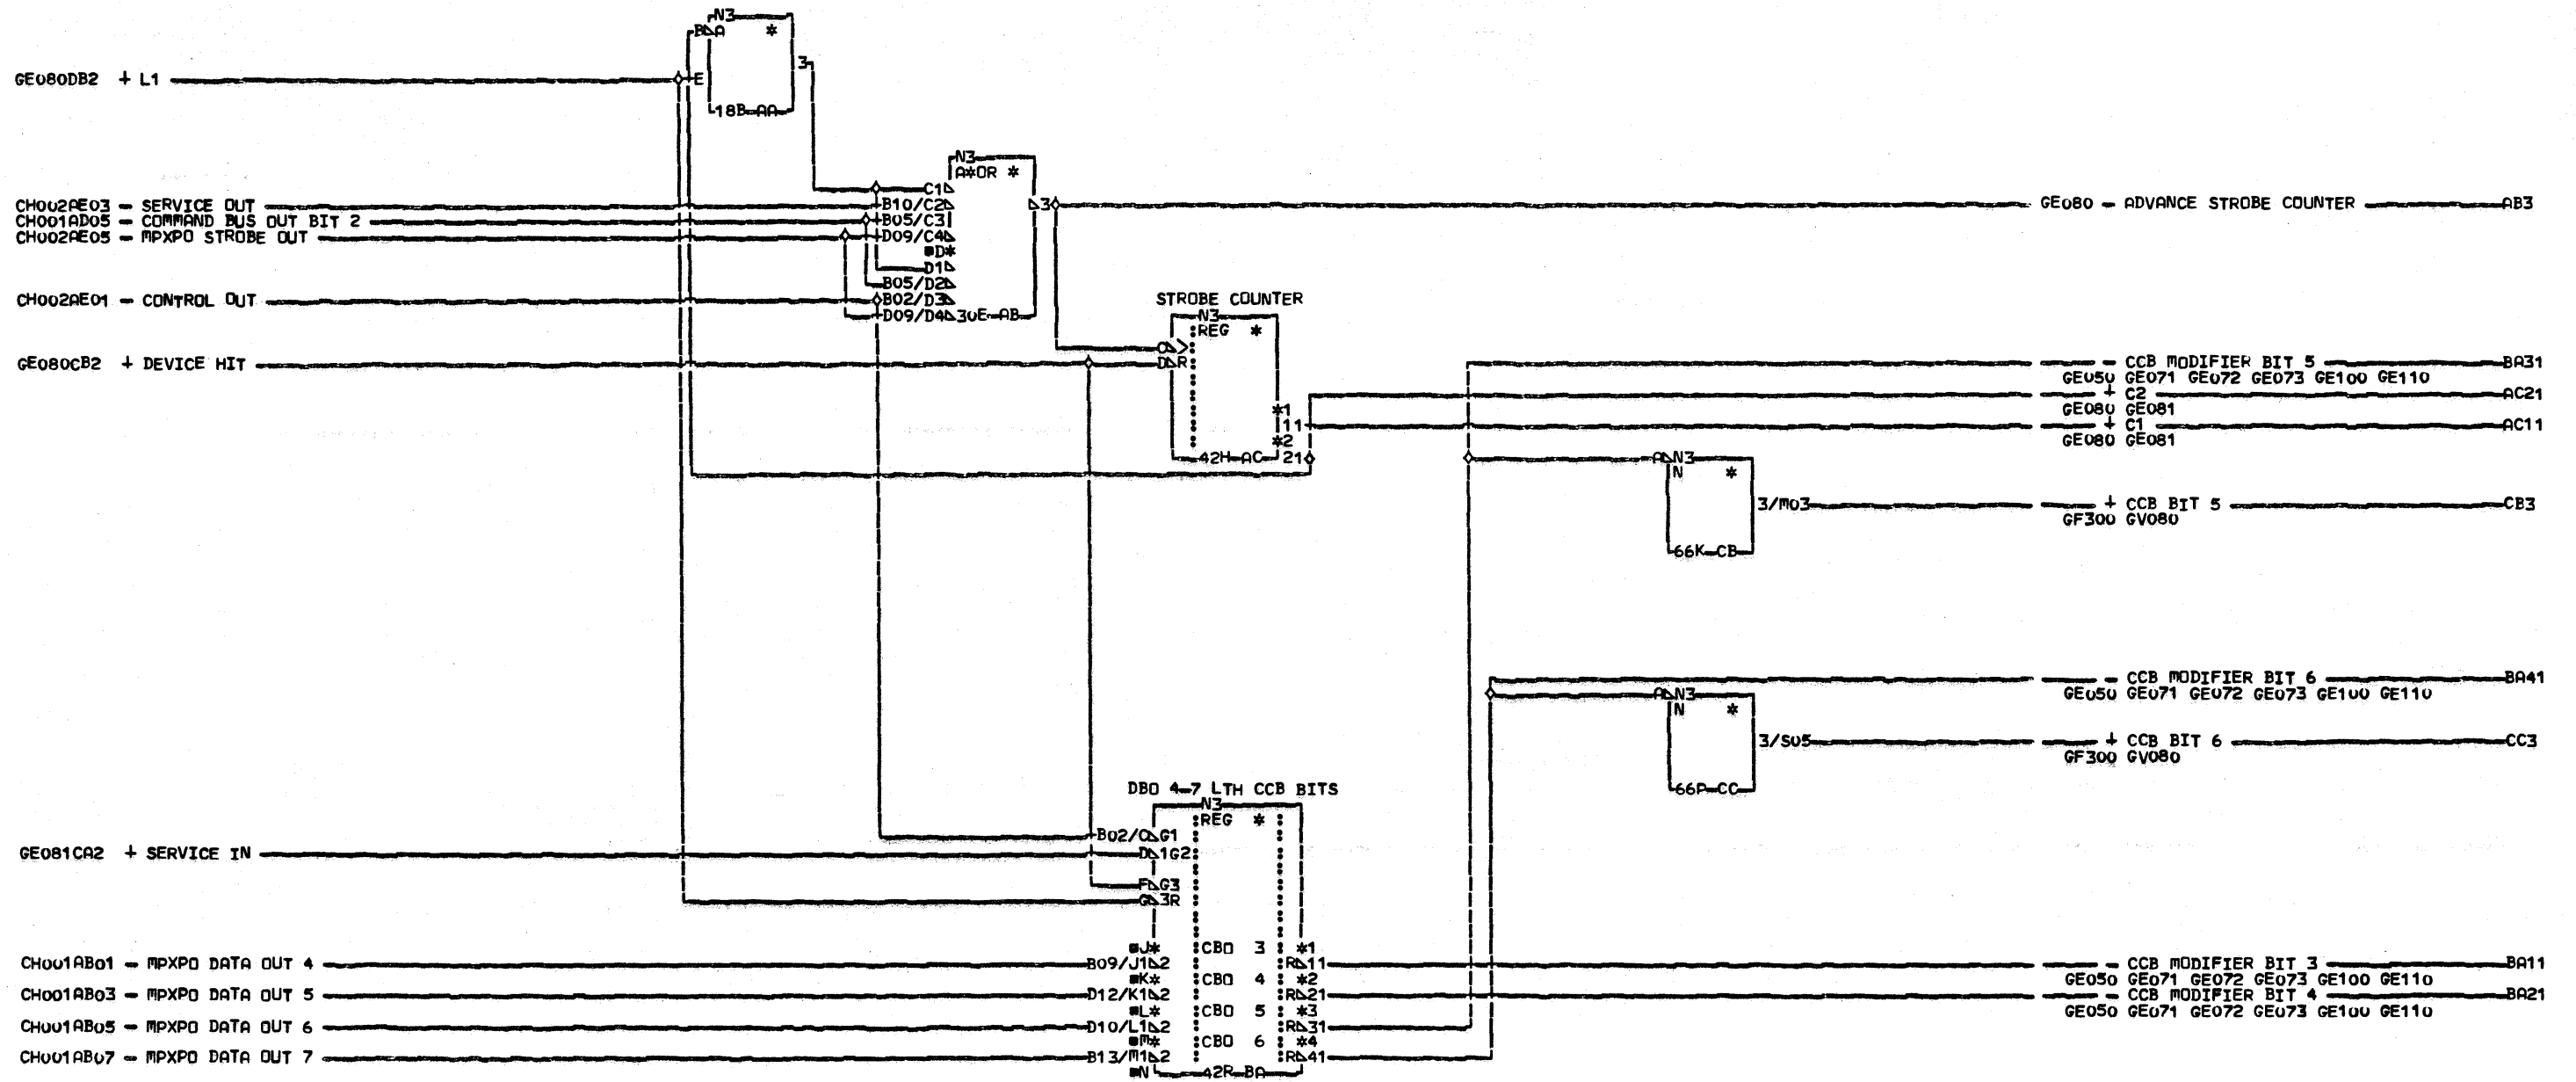 N3
B A *
GE080DB2 + L1
E
3
18B AA
N3
A*OR *
C1
CH002AE03 - SERVICE OUT
B10/C2
3
GE080 - ADVANCE STROBE COUNTER AB3
CH001AD05 - COMMAND BUS OUT BIT 2
B05/C3
CH002AE05 - MPXPO STROBE OUT
D09/C4
D*
D1
B05/D2
CH002AE01 - CONTROL OUT
B02/D3
D09/D4 30E AB
STROBE COUNTER
N3
REG *
C
GE080CB2 + DEVICE HIT
D R
*1
11
*2
42H AC 21
- CCB MODIFIER BIT 5 BA31
GE050 GE071 GE072 GE073 GE100 GE110
+ C2 AC21
GE080 GE081
+ C1 AC11
GE080 GE081
A N3
N *
3/M03
+ CCB BIT 5 CB3
GF300 GV080
66K CB
- CCB MODIFIER BIT 6 BA41
GE050 GE071 GE072 GE073 GE100 GE110
A N3
N *
3/S05
+ CCB BIT 6 CC3
GF300 GV080
66P CC
DBO 4-7 LTH CCB BITS
N3
REG *
B02/C G1
GE081CA2 + SERVICE IN
D 1G2
F G3
G 3R
J* CBO 3 *1
CH001AB01 - MPXPO DATA OUT 4
B09/J1 2
R 11
- CCB MODIFIER BIT 3 BA11
K* CBO 4 *2
GE050 GE071 GE072 GE073 GE100 GE110
CH001AB03 - MPXPO DATA OUT 5
D12/K1 2
R 21
- CCB MODIFIER BIT 4 BA21
L* CBO 5 *3
GE050 GE071 GE072 GE073 GE100 GE110
CH001AB05 - MPXPO DATA OUT 6
D10/L1 2
R 31
M* CBO 6 *4
CH001AB07 - MPXPO DATA OUT 7
B13/M1 2
R 41
N 42R BA